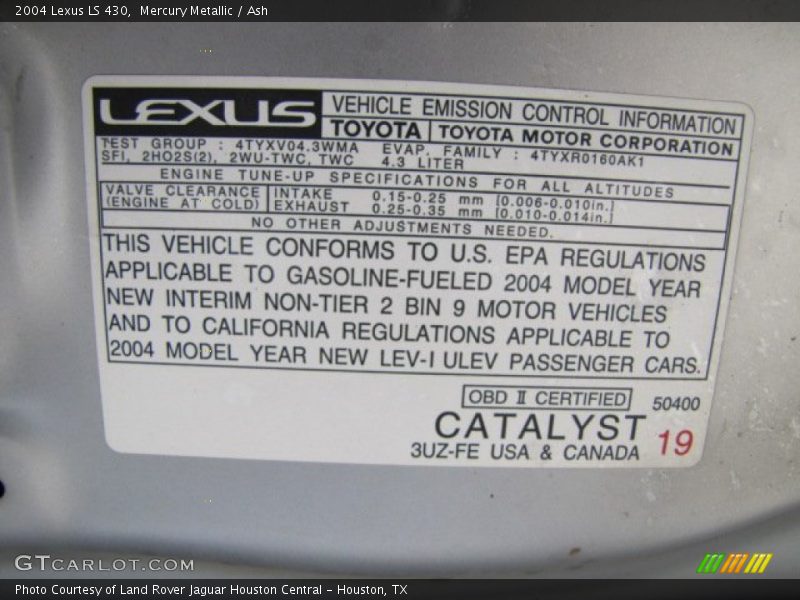 2004 Lexus LS 430, Mercury Metallic / Ash
LEXUS VEHICLE EMISSION CONTROL INFORMATION
TOYOTA TOYOTA MOTOR CORPORATION
TEST GROUP : 4TYXV04.3WMA EVAP. FAMILY : 4TYXR0160AK1
SFI, 2HO2S(2), 2WU-TWC, TWC 4.3 LITER
ENGINE TUNE-UP SPECIFICATIONS FOR ALL ALTITUDES
VALVE CLEARANCE INTAKE 0.15-0.25 mm [0.006-0.010in.]
(ENGINE AT COLD) EXHAUST 0.25-0.35 mm [0.010-0.014in.]
NO OTHER ADJUSTMENTS NEEDED.
THIS VEHICLE CONFORMS TO U.S. EPA REGULATIONS
APPLICABLE TO GASOLINE-FUELED 2004 MODEL YEAR
NEW INTERIM NON-TIER 2 BIN 9 MOTOR VEHICLES
AND TO CALIFORNIA REGULATIONS APPLICABLE TO
2004 MODEL YEAR NEW LEV-I ULEV PASSENGER CARS.
OBD II CERTIFIED 50400
CATALYST 19
3UZ-FE USA & CANADA
GTCARLOT.COM
Photo Courtesy of Land Rover Jaguar Houston Central - Houston, TX